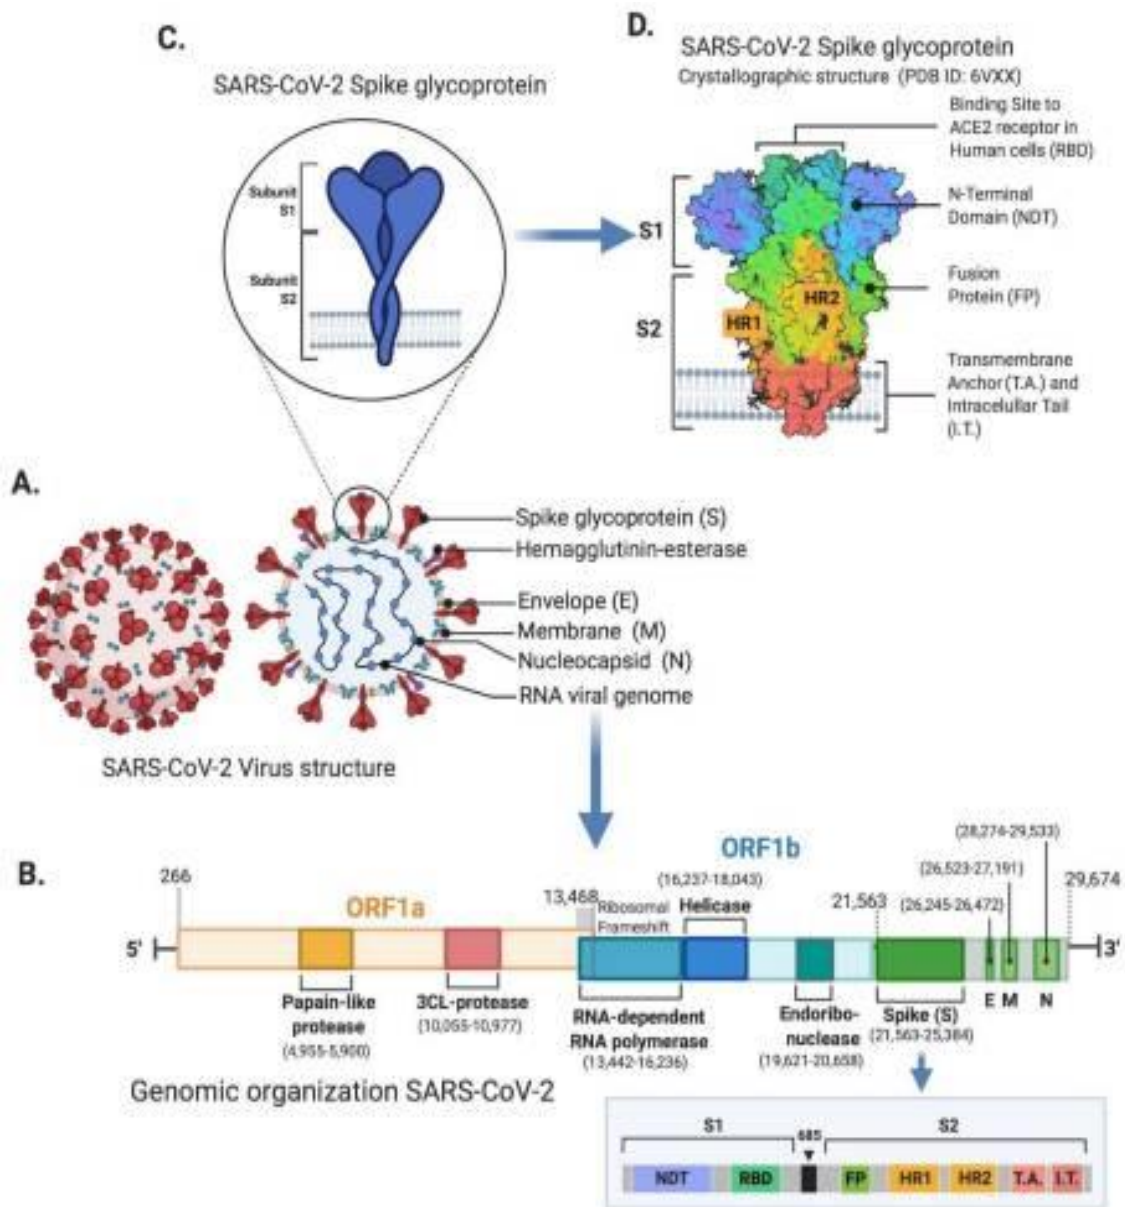 C.
SARS-CoV-2 Spike glycoprotein
Subunit
S1
Subunit
S2
D.
SARS-CoV-2 Spike glycoprotein
Crystallographic structure (PDB ID: 6VXX)
Binding Site to
ACE2 receptor in
Human cells (RBD)
N-Terminal
Domain (NDT)
Fusion
Protein (FP)
Transmembrane
Anchor (T.A.) and
Intracelullar Tail
(I.T.)
S1
S2
HR2
HR1
A.
Spike glycoprotein (S)
Hemagglutinin-esterase
Envelope (E)
Membrane (M)
Nucleocapsid (N)
RNA viral genome
SARS-CoV-2 Virus structure
B.
266
ORF1a
13,468
Ribosomal
Frameshift
ORF1b
(16,237-18,043)
Helicase
21,563
(26,245-26,472)
(26,523-27,191)
(28,274-29,533)
29,674
5'
3'
Papain-like
protease
(4,955-5,900)
3CL-protease
(10,055-10,977)
RNA-dependent
RNA polymerase
(13,442-16,236)
Endoribo-
nuclease
(19,621-20,658)
Spike (S)
(21,563-25,384)
E M N
Genomic organization SARS-CoV-2
S1
685
S2
NDT RBD FP HR1 HR2 T.A. I.T.